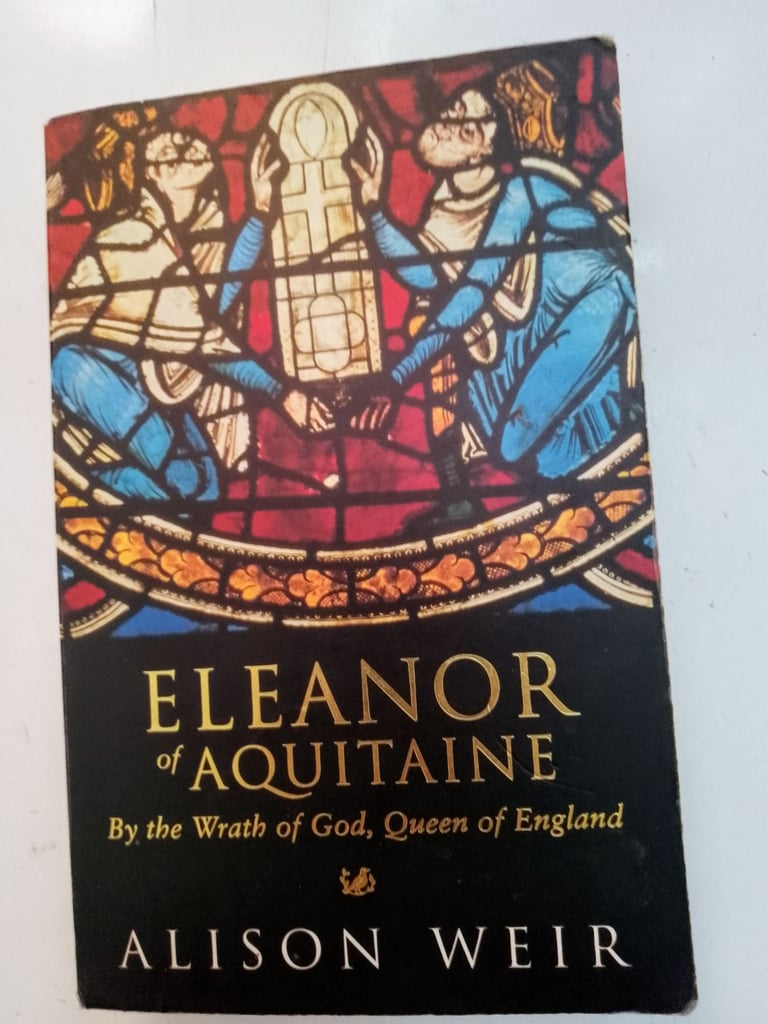 ELEANOR
of AQUITAINE
By the Wrath of God, Queen of England
ALISON WEIR